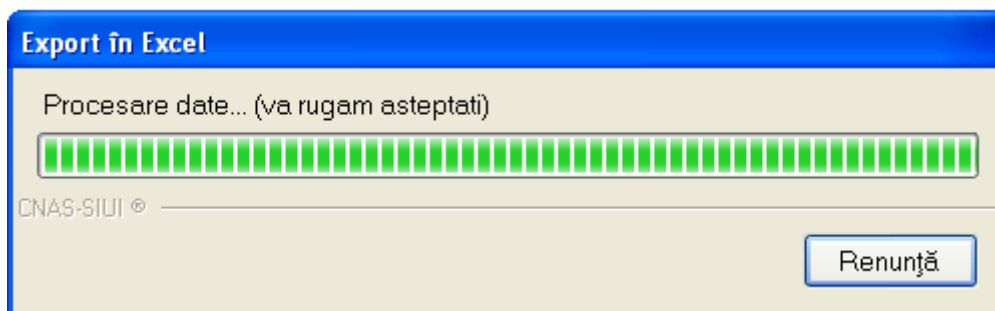 Export în Excel
Procesare date... (va rugam asteptati)
CNAS-SIUI ®
Renunţă